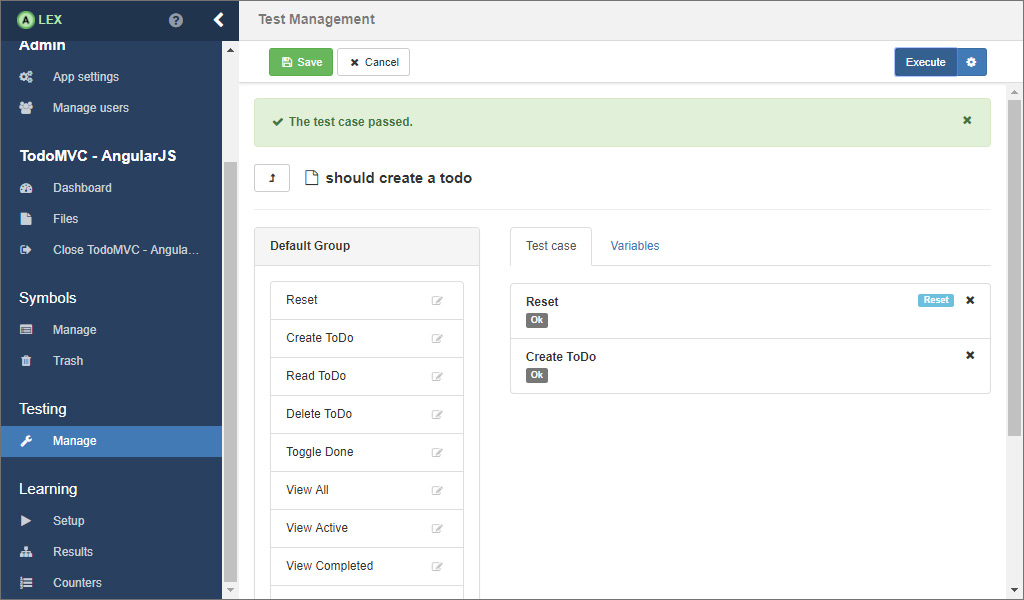 A LEX
?
Admin
App settings
Manage users
TodoMVC - AngularJS
Dashboard
Files
Close TodoMVC - Angula...
Symbols
Manage
Trash
Testing
Manage
Learning
Setup
Results
Counters
Test Management
Save
Cancel
Execute
The test case passed.
should create a todo
Default Group
Reset
Create ToDo
Read ToDo
Delete ToDo
Toggle Done
View All
View Active
View Completed
Test case
Variables
Reset
Reset
Ok
Create ToDo
Ok